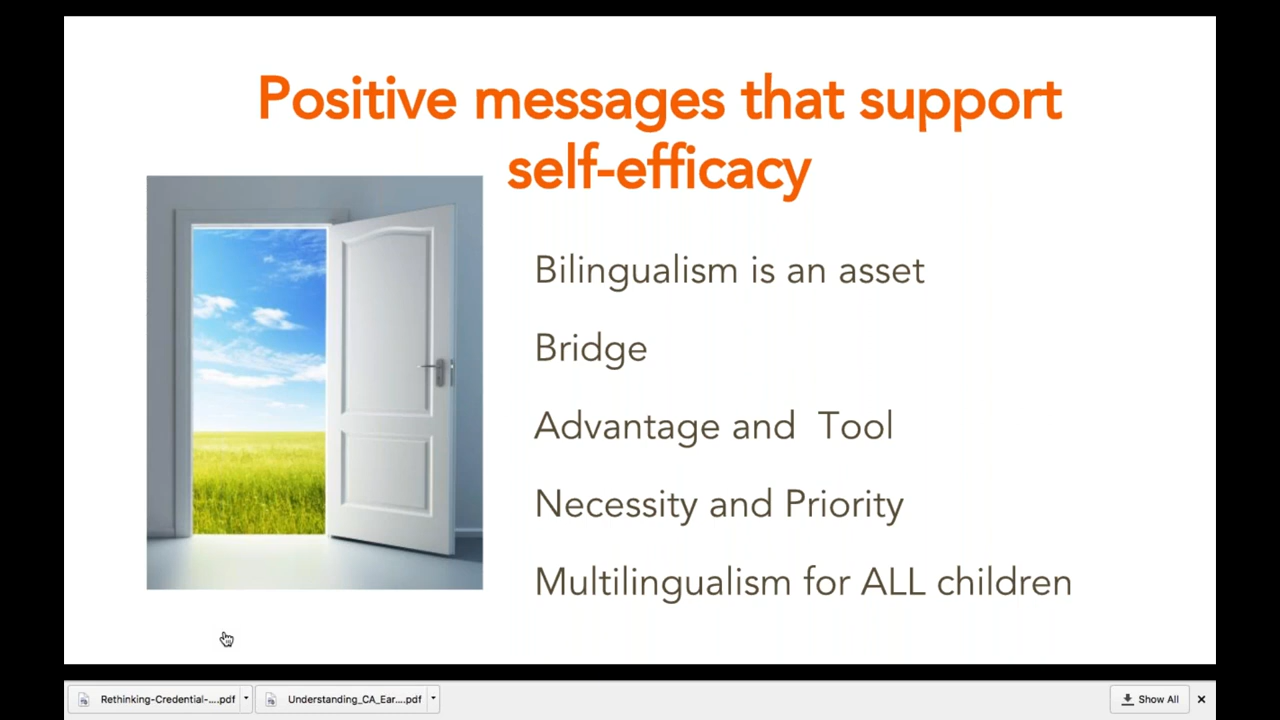 Positive messages that support
self-efficacy
Bilingualism is an asset
Bridge
Advantage and  Tool
Necessity and Priority
Multilingualism for ALL children
Rethinking-Credential-....pdf
Understanding_CA_Ear....pdf
Show All